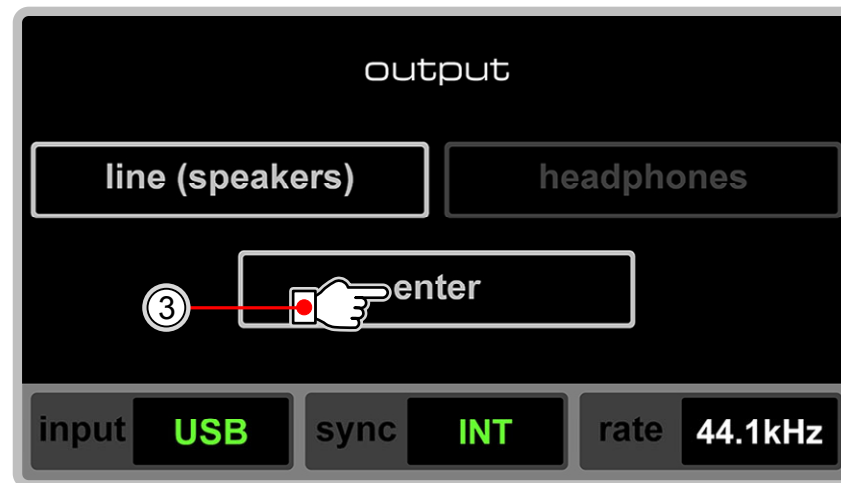 output
line (speakers) headphones
enter
3
input USB sync INT rate 44.1kHz